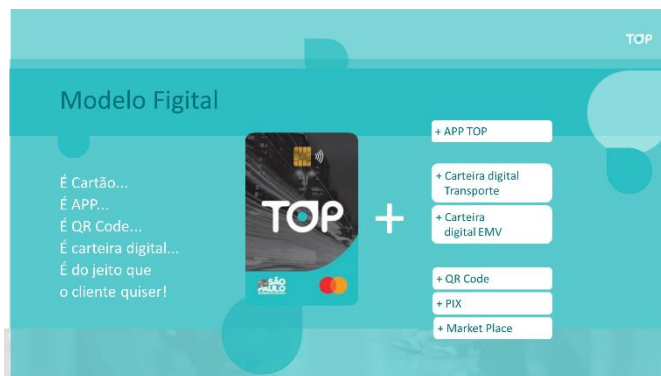 TOP
Modelo Figital
É Cartão...
É APP...
É QR Code...
É carteira digital...
É do jeito que
o cliente quiser!
TOP
SÃO
PAULO
+
+ APP TOP
+ Carteira digital
Transporte
+ Carteira
digital EMV
+ QR Code
+ PIX
+ Market Place